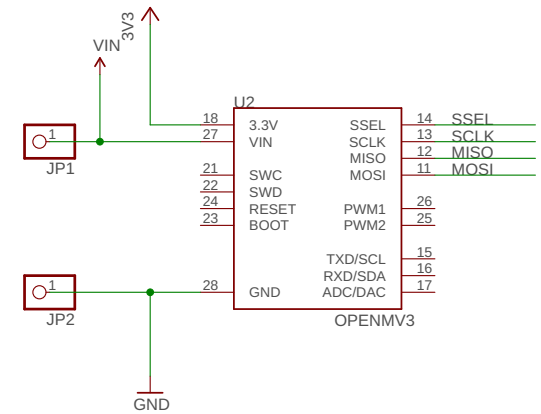 3V3
VIN
U2
1
JP1
18 3.3V SSEL 14 SSEL
27 VIN SCLK 13 SCLK
MISO 12 MISO
21 SWC MOSI 11 MOSI
22 SWD
24 RESET PWM1 26
23 BOOT PWM2 25
TXD/SCL 15
RXD/SDA 16
1
28 GND ADC/DAC 17
JP2
OPENMV3
GND